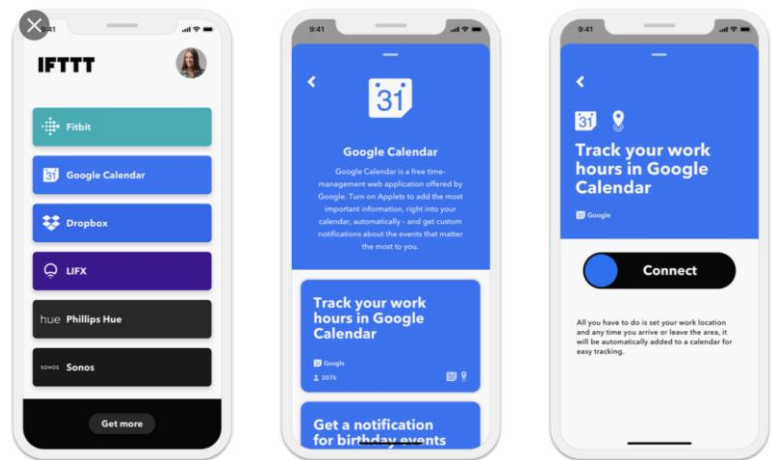 9:41
IFTTT
Fitbit
31 Google Calendar
Dropbox
LIFX
hue Phillips Hue
SONOS Sonos
Get more
9:41
31
Google Calendar
Google Calendar is a free time-
management web application offered by
Google. Turn on Applets to add the most
important information, right into your
calendar, automatically - and get custom
notifications about the events that matter
the most to you.
Track your work
hours in Google
Calendar
31 Google
207k
31
Get a notification
for birthday events
9:41
31
Track your work
hours in Google
Calendar
31 Google
Connect
All you have to do is set your work location
and any time you arrive or leave the area, it
will be automatically added to a calendar for
easy tracking.